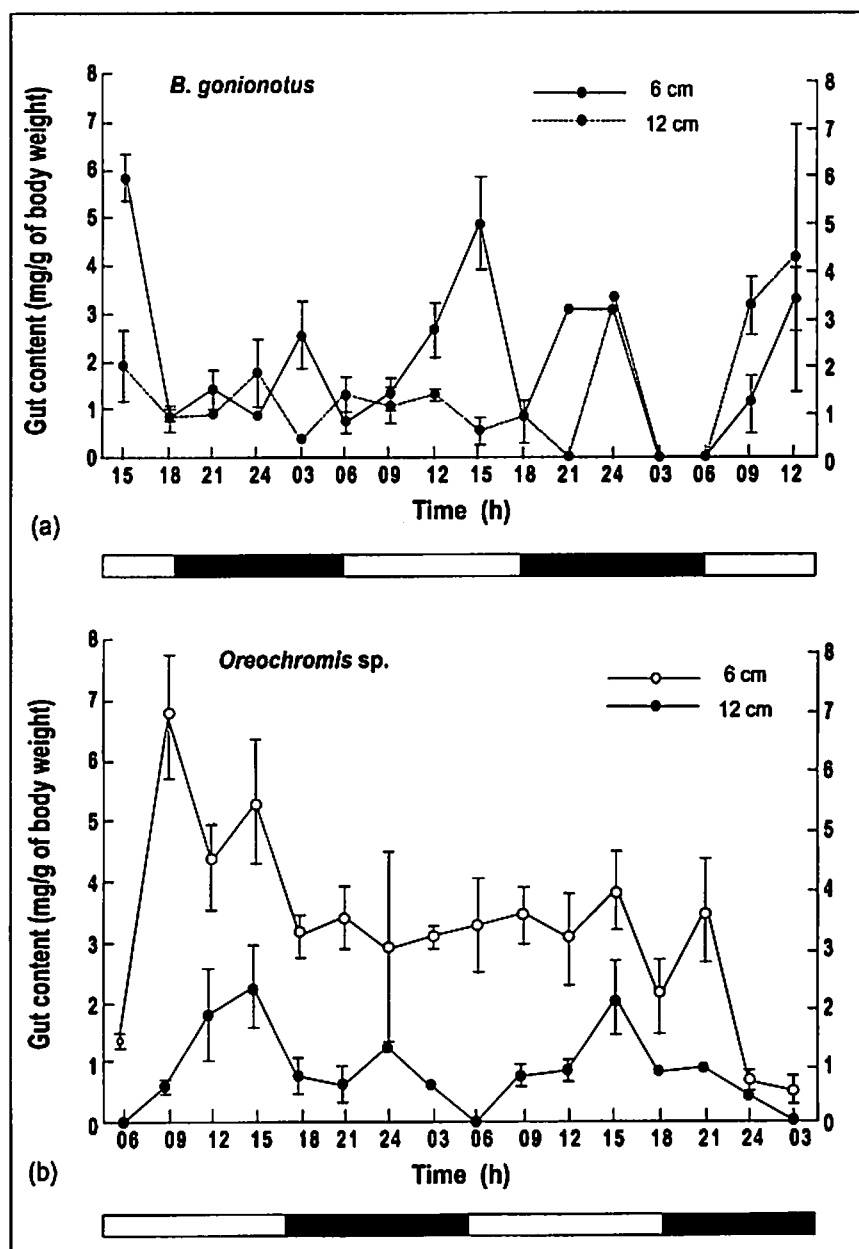 B. gonionotus
6 cm
12 cm
Gut content (mg/g of body weight)
8 7 6 5 4 3 2 1 0
8 7 6 5 4 3 2 1 0
15 18 21 24 03 06 09 12 15 18 21 24 03 06 09 12
Time (h)
(a)
Oreochromis sp.
6 cm
12 cm
Gut content (mg/g of body weight)
8 7 6 5 4 3 2 1 0
8 7 6 5 4 3 2 1 0
06 09 12 15 18 21 24 03 06 09 12 15 18 21 24 03
Time (h)
(b)